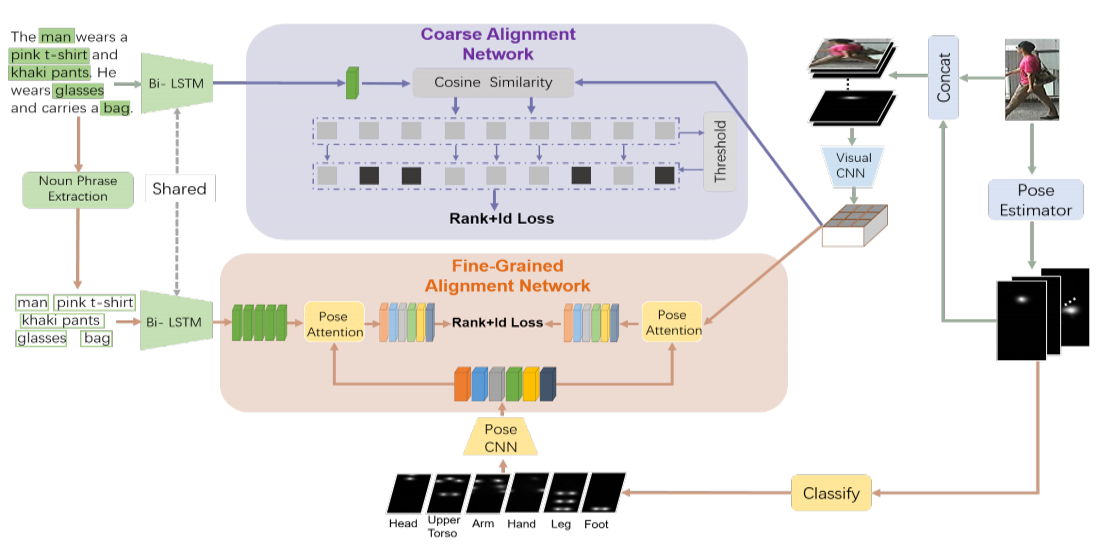 The man wears a
pink t-shirt and
khaki pants. He
wears glasses
and carries a bag.
Bi- LSTM
Noun Phrase
Extraction
Shared
man pink t-shirt
khaki pants
glasses bag
Bi- LSTM
Coarse Alignment
Network
Cosine Similarity
Threshold
Rank+Id Loss
Fine-Grained
Alignment Network
Pose
Attention
Rank+Id Loss
Pose
Attention
Pose
CNN
Head
Upper
Torso
Arm
Hand
Leg
Foot
Classify
Visual
CNN
Concat
Pose
Estimator